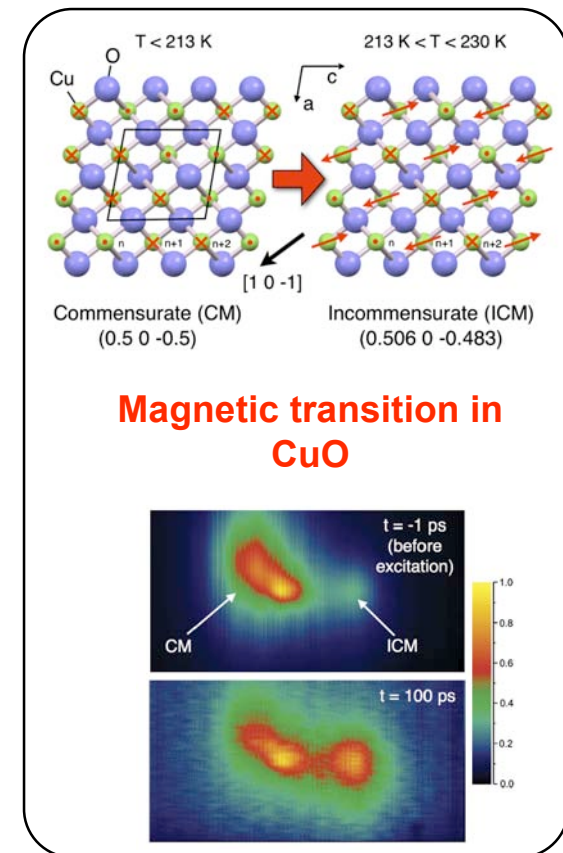 T < 213 K
213 K < T < 230 K
O
Cu
c
a
n
n+1
n+2
n
n+1
n+2
[1 0 -1]
Commensurate (CM)
(0.5 0 -0.5)
Incommensurate (ICM)
(0.506 0 -0.483)
Magnetic transition in
CuO
t = -1 ps
(before
excitation)
CM
ICM
t = 100 ps
1.0
0.8
0.6
0.4
0.2
0.0